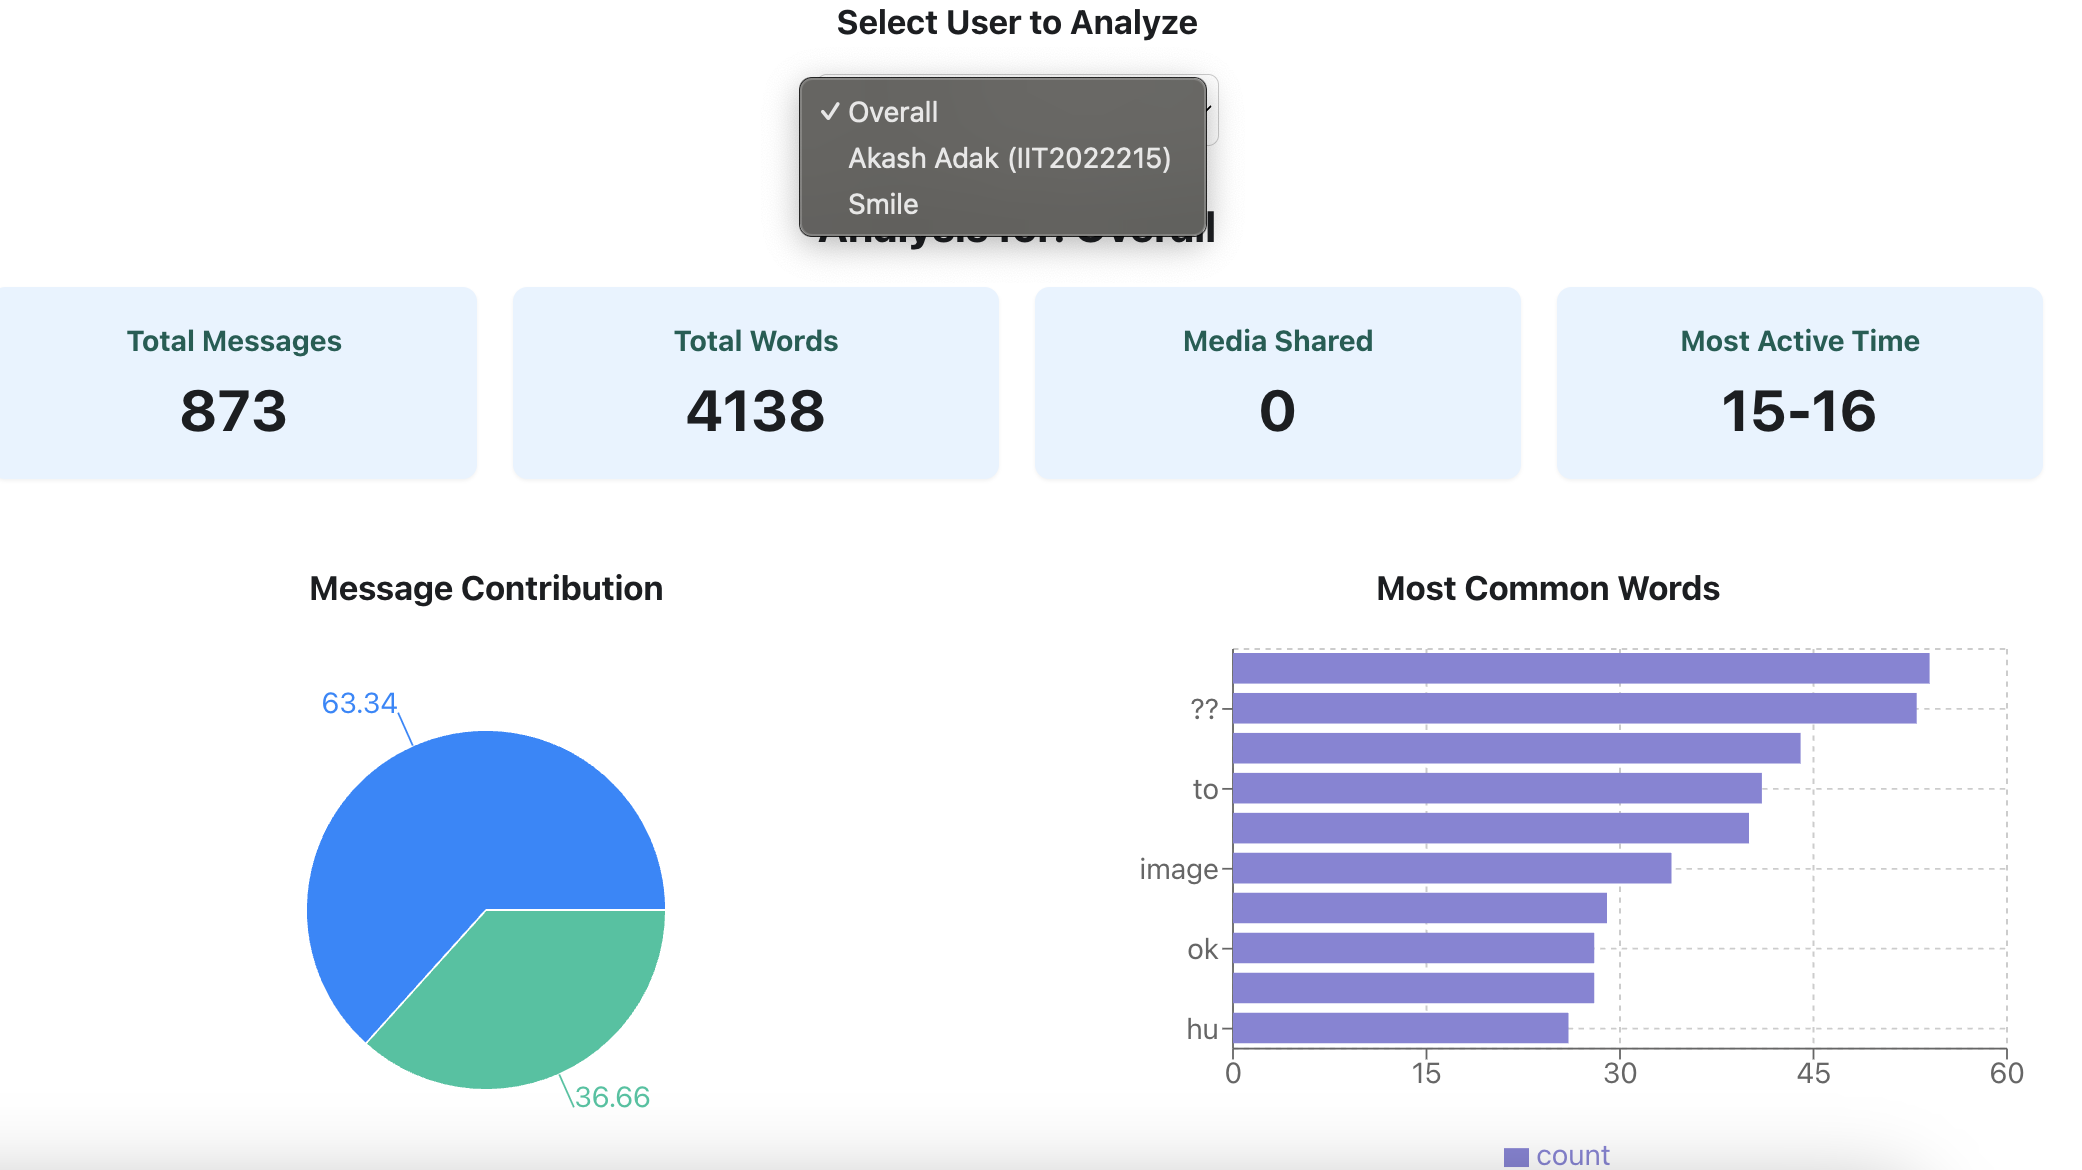 Select User to Analyze
✓ Overall
Akash Adak (IIT2022215)
Smile
Analysis for: Overall
Total Messages
873
Total Words
4138
Media Shared
0
Most Active Time
15-16
Message Contribution
63.34
36.66
Most Common Words
??
to
image
ok
hu
0 15 30 45 60
count